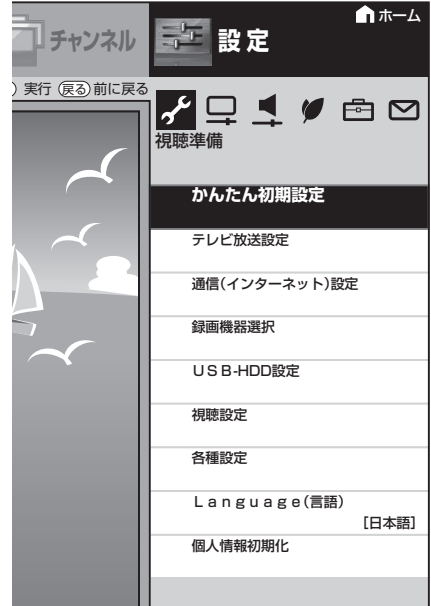 チャンネル
設定
ホーム
) 実行 戻る 前に戻る
視聴準備
かんたん初期設定
テレビ放送設定
通信(インターネット)設定
録画機器選択
USB-HDD設定
視聴設定
各種設定
Language(言語)
[日本語]
個人情報初期化